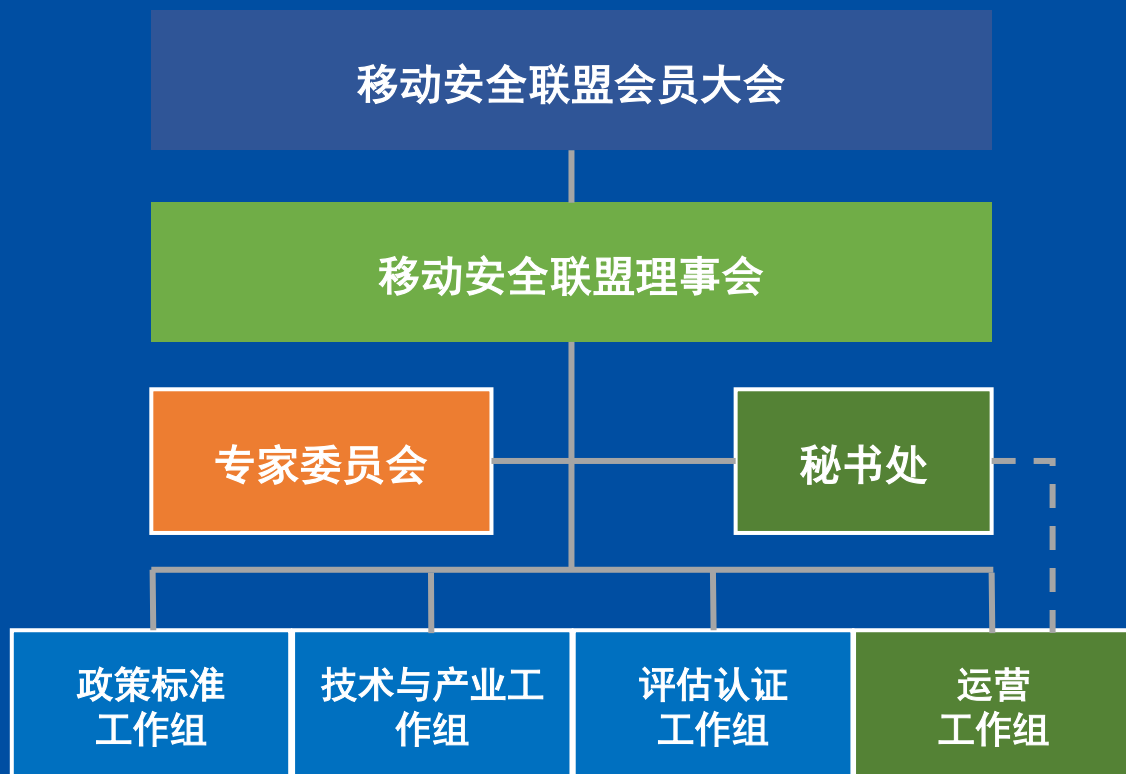 移动安全联盟会员大会
移动安全联盟理事会
专家委员会
秘书处
政策标准
工作组
技术与产业工
作组
评估认证
工作组
运营
工作组